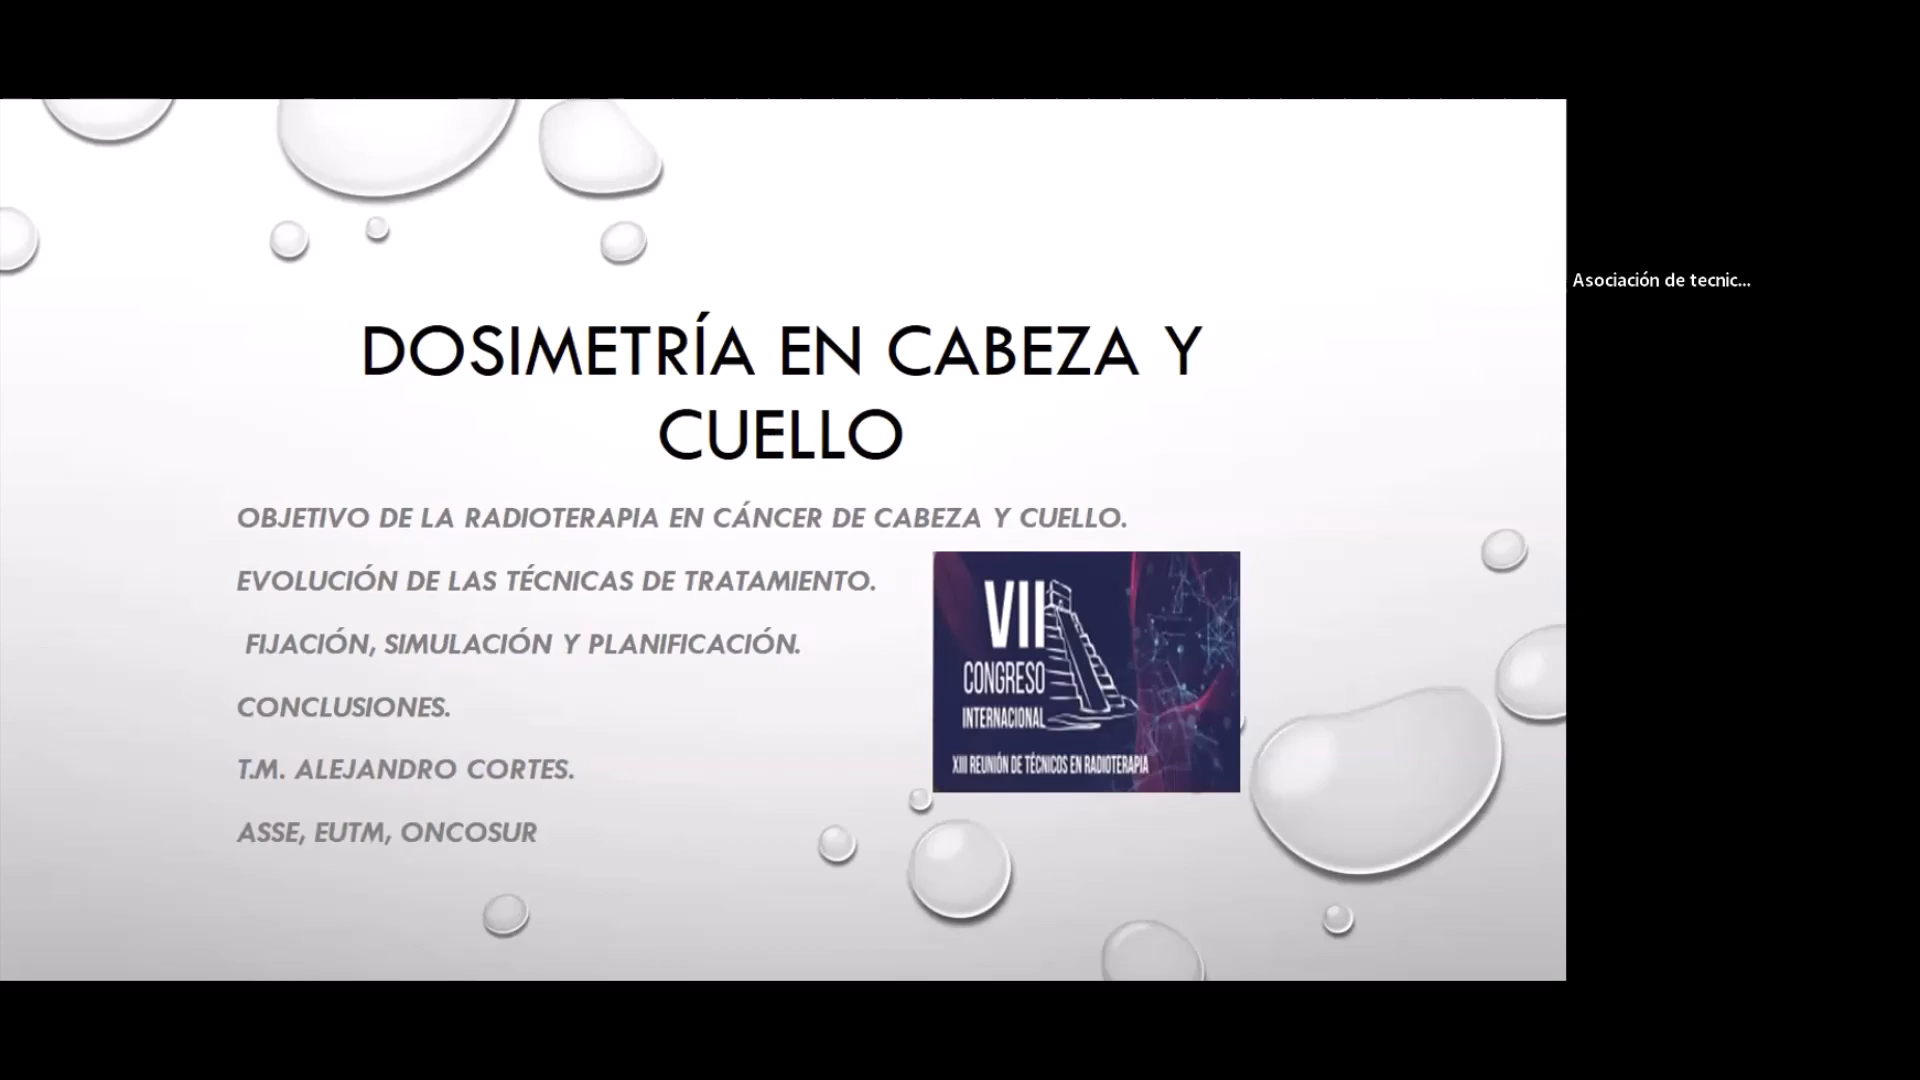 DOSIMETRÍA EN CABEZA Y
CUELLO
OBJETIVO DE LA RADIOTERAPIA EN CÁNCER DE CABEZA Y CUELLO.
EVOLUCIÓN DE LAS TÉCNICAS DE TRATAMIENTO.
FIJACIÓN, SIMULACIÓN Y PLANIFICACIÓN.
CONCLUSIONES.
T.M. ALEJANDRO CORTES.
ASSE, EUTM, ONCOSUR
VII
CONGRESO
INTERNACIONAL
XIII REUNIÓN DE TÉCNICOS EN RADIOTERAPIA
Asociación de tecnic...